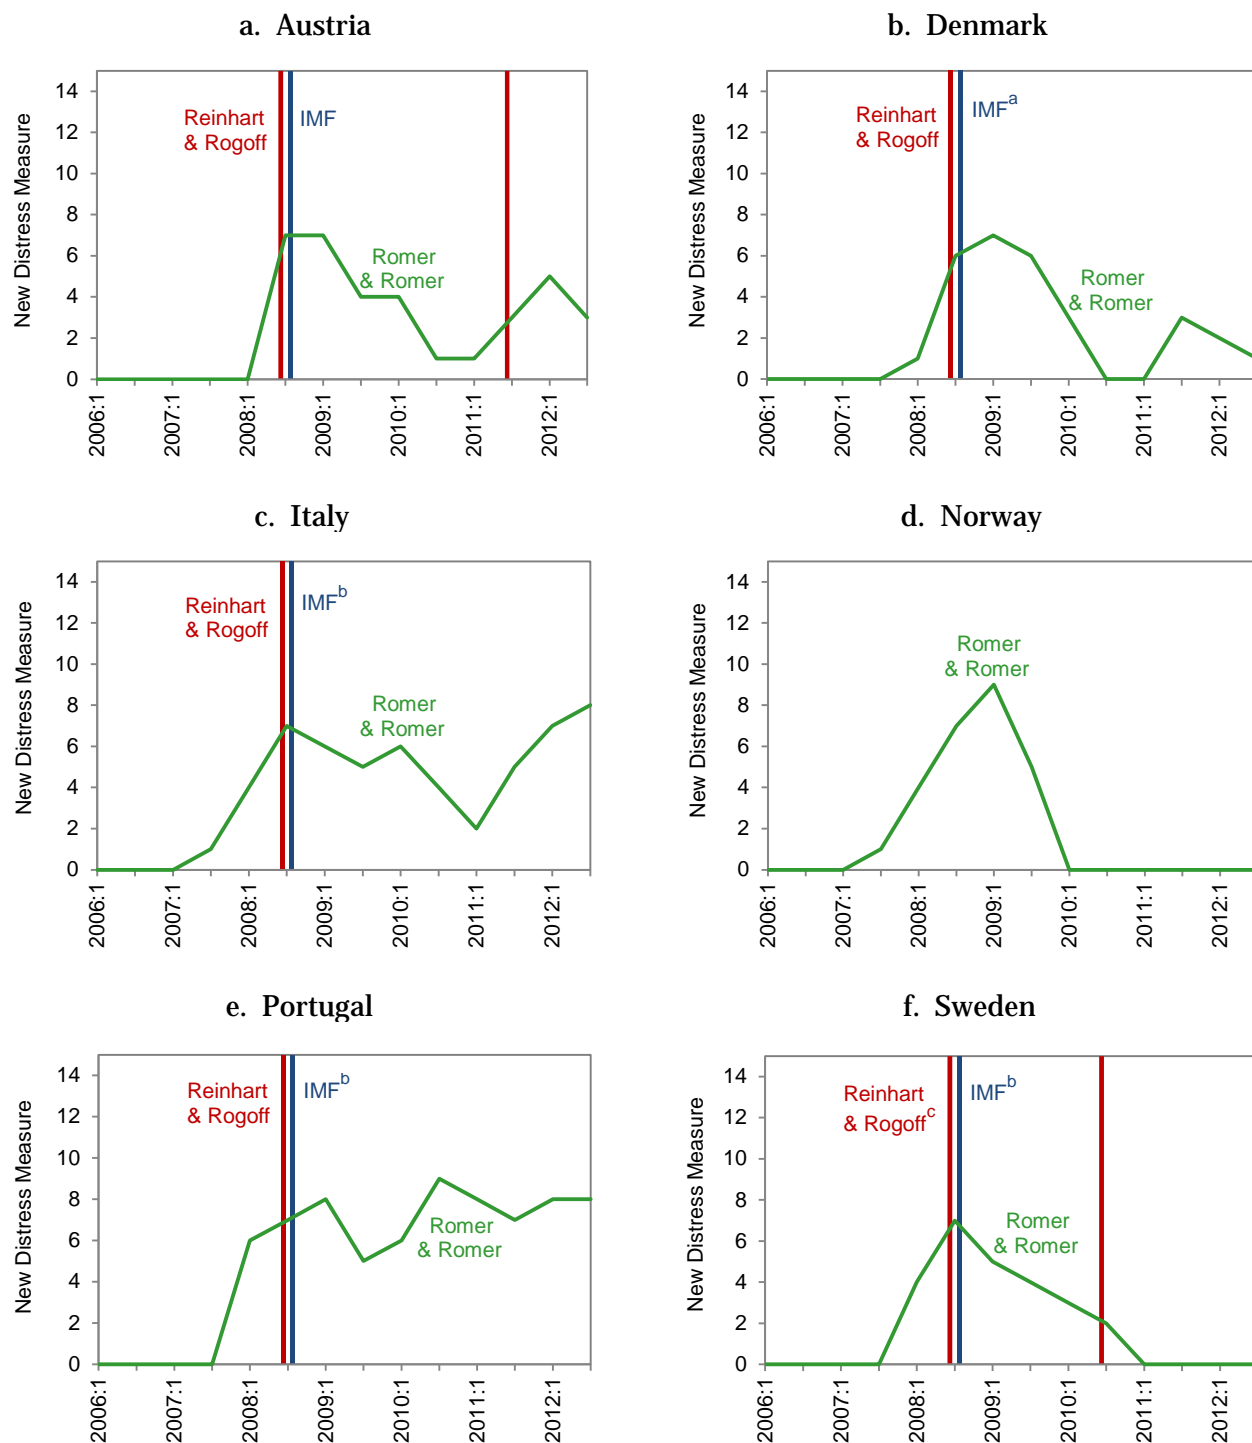 a. Austria
New Distress Measure
14
12
10
8
6
4
2
0
Reinhart
& Rogoff
IMF
Romer
& Romer
2006:1
2007:1
2008:1
2009:1
2010:1
2011:1
2012:1
b. Denmark
New Distress Measure
14
12
10
8
6
4
2
0
Reinhart
& Rogoff
IMFa
Romer
& Romer
2006:1
2007:1
2008:1
2009:1
2010:1
2011:1
2012:1
c. Italy
New Distress Measure
14
12
10
8
6
4
2
0
Reinhart
& Rogoff
IMFb
Romer
& Romer
2006:1
2007:1
2008:1
2009:1
2010:1
2011:1
2012:1
d. Norway
New Distress Measure
14
12
10
8
6
4
2
0
Romer
& Romer
2006:1
2007:1
2008:1
2009:1
2010:1
2011:1
2012:1
e. Portugal
New Distress Measure
14
12
10
8
6
4
2
0
Reinhart
& Rogoff
IMFb
Romer
& Romer
2006:1
2007:1
2008:1
2009:1
2010:1
2011:1
2012:1
f. Sweden
New Distress Measure
14
12
10
8
6
4
2
0
Reinhart
& Rogoffc
IMFb
Romer
& Romer
2006:1
2007:1
2008:1
2009:1
2010:1
2011:1
2012:1